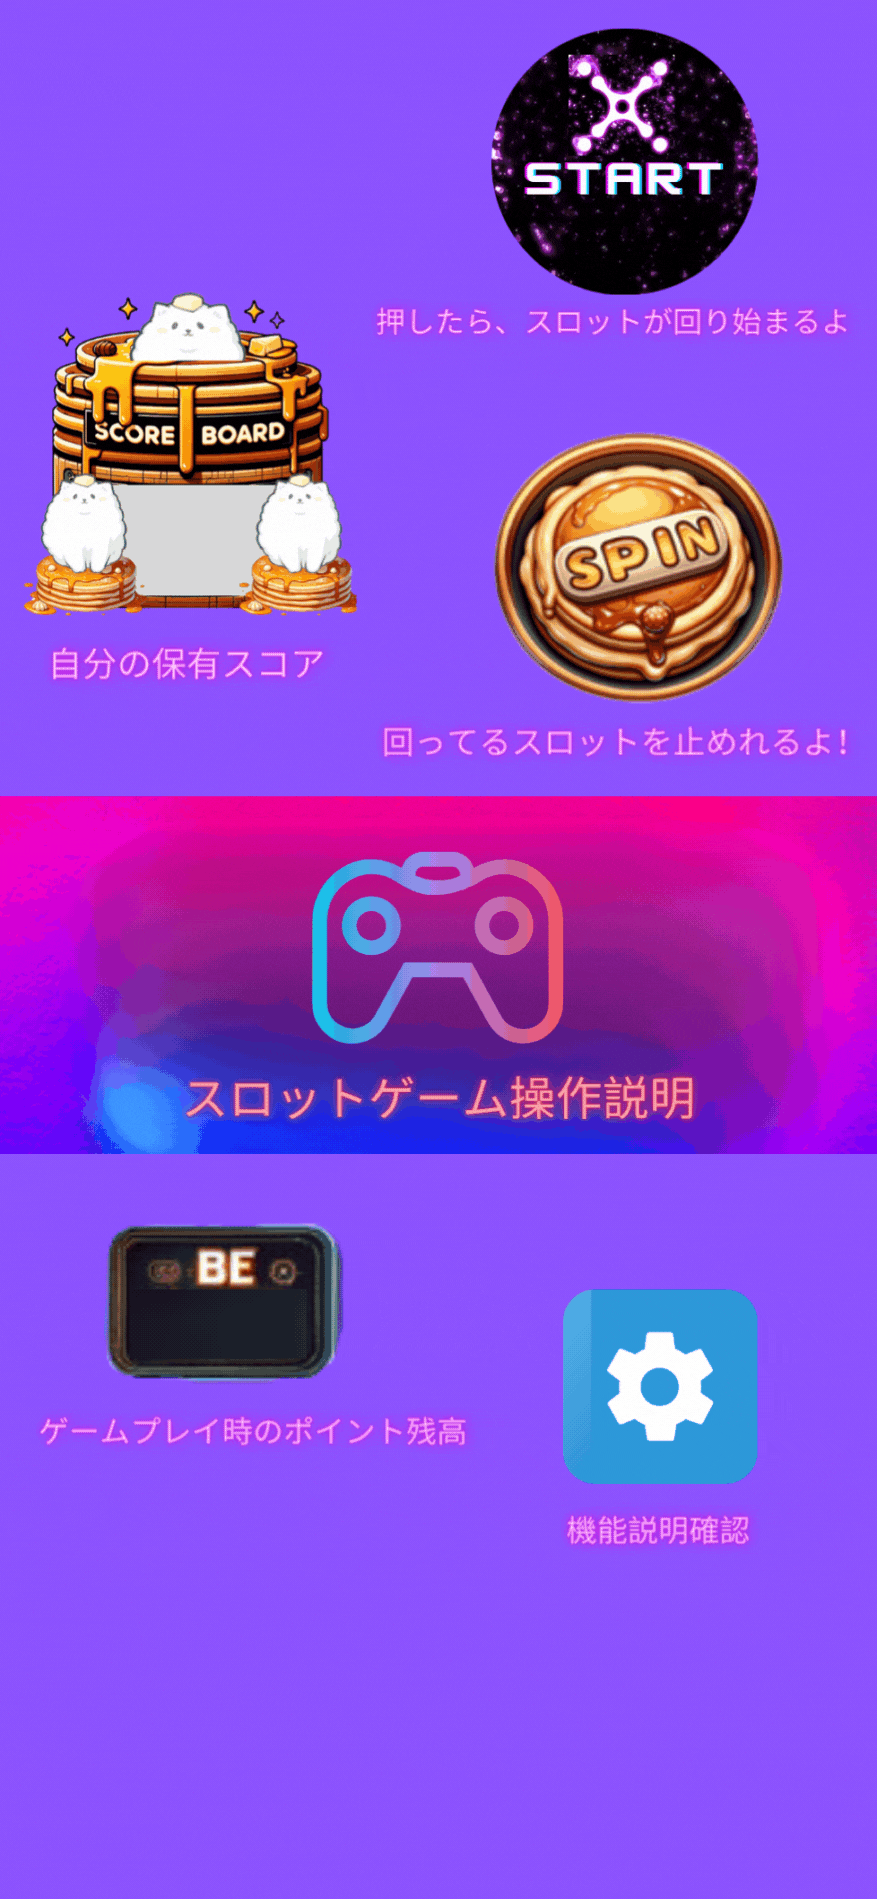 START
押したら、スロットが回り始まるよ
SCORE BOARD
SPIN
自分の保有スコア
回ってるスロットを止めれるよ!
スロットゲーム操作説明
BE
ゲームプレイ時のポイント残高
機能説明確認